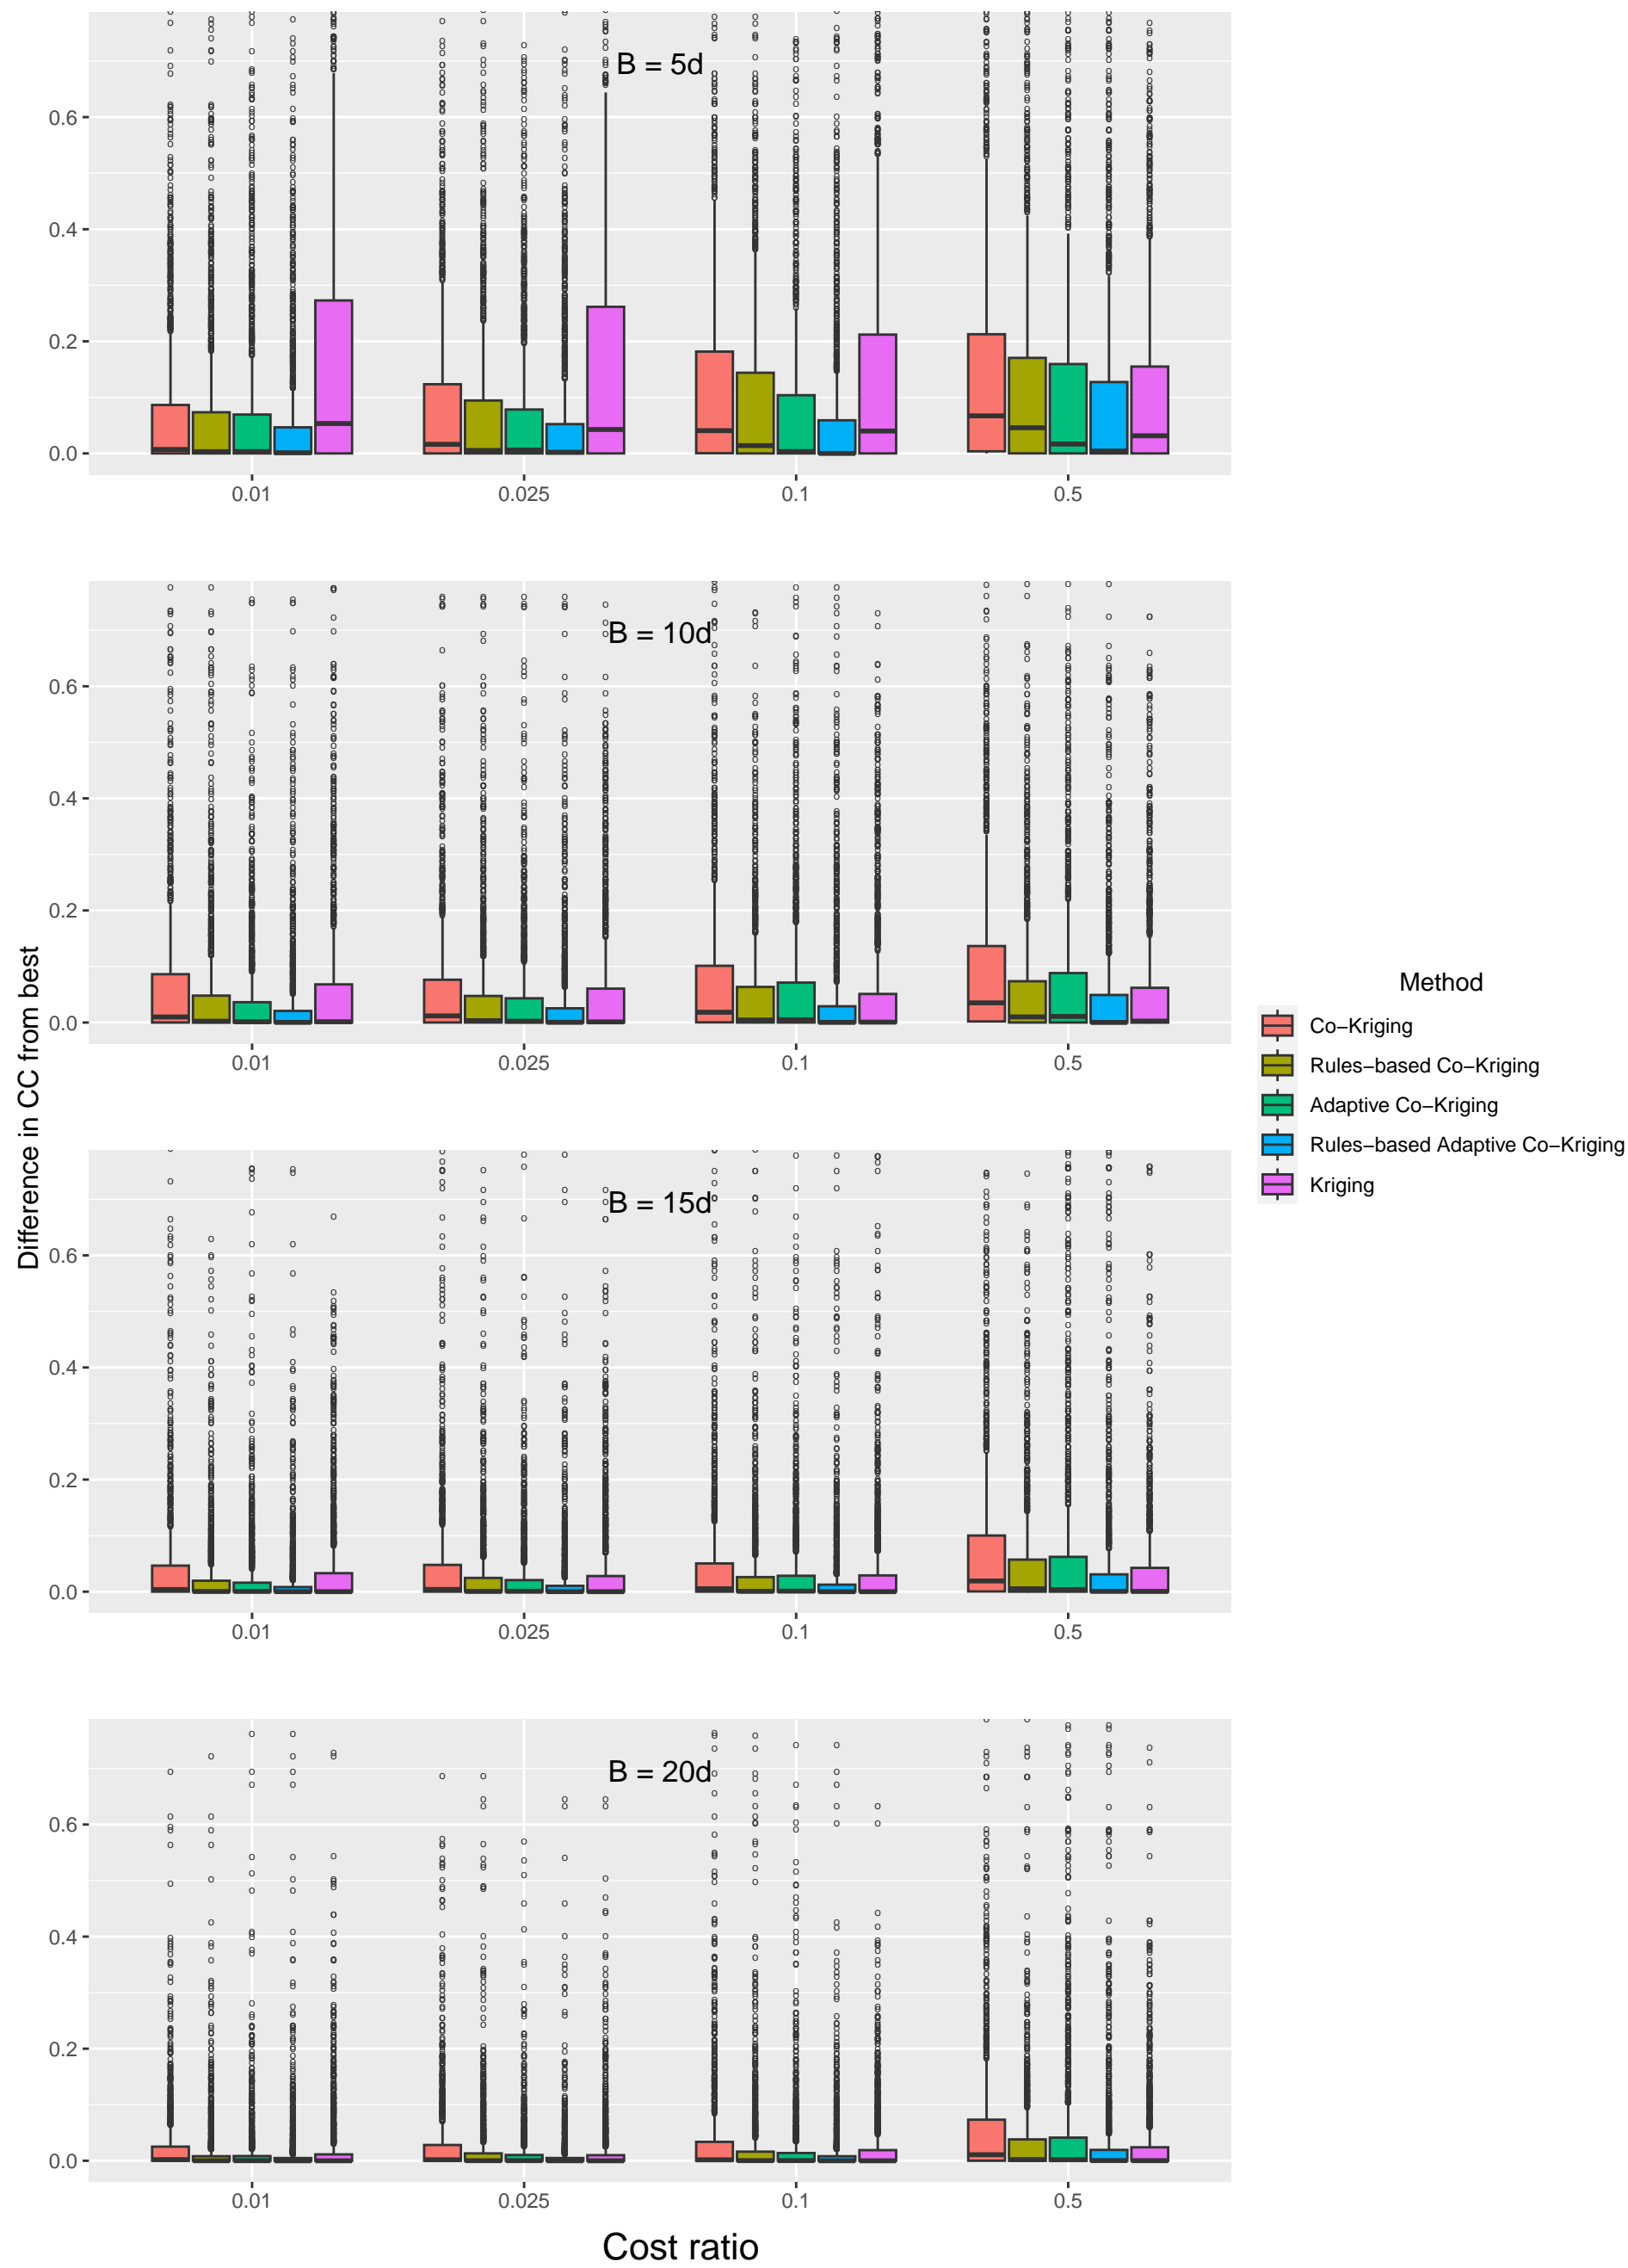 B = 5d
0.6
0.4
0.2
0.0
0.01 0.025 0.1 0.5
B = 10d
0.6
0.4
0.2
0.0
0.01 0.025 0.1 0.5
Difference in CC from best
Method
Co−Kriging
Rules−based Co−Kriging
Adaptive Co−Kriging
Rules−based Adaptive Co−Kriging
Kriging
B = 15d
0.6
0.4
0.2
0.0
0.01 0.025 0.1 0.5
B = 20d
0.6
0.4
0.2
0.0
0.01 0.025 0.1 0.5
Cost ratio